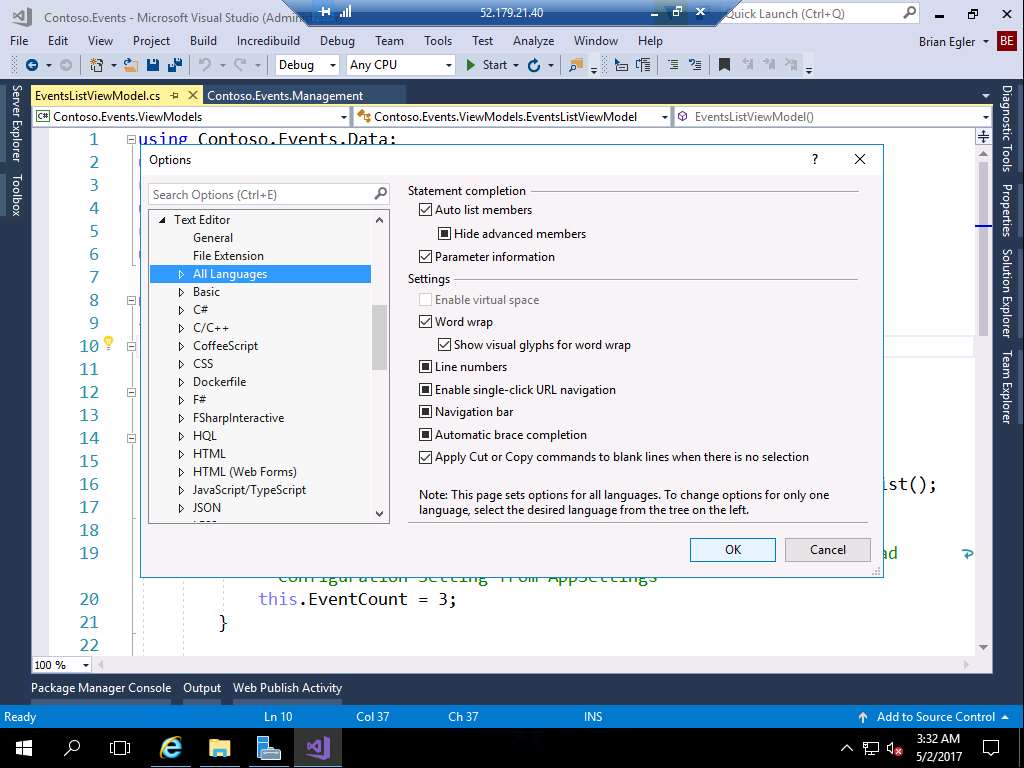 Contoso.Events - Microsoft Visual Studio (Admin
52.179.21.40
Quick Launch (Ctrl+Q)
File Edit View Project Build Incredibuild Debug Team Tools Test Analyze Window Help
Brian Egler BE
Debug Any CPU Start
EventsListViewModel.cs Contoso.Events.Management
C# Contoso.Events.ViewModels Contoso.Events.ViewModels.EventsListViewModel EventsListViewModel()
Server Explorer
Toolbox
Diagnostic Tools
Properties
Solution Explorer
Team Explorer
1 using Contoso.Events.Data;
2
3
4
5
6
7
8
9
10
11
12
13
14
15
16 ist();
17
18
19 ad
Configuration Setting from AppSettings
20 this.EventCount = 3;
21 }
22
Options ?
Search Options (Ctrl+E)
Text Editor
General
File Extension
All Languages
Basic
C#
C/C++
CoffeeScript
CSS
Dockerfile
F#
FSharpInteractive
HQL
HTML
HTML (Web Forms)
JavaScript/TypeScript
JSON
Statement completion
Auto list members
Hide advanced members
Parameter information
Settings
Enable virtual space
Word wrap
Show visual glyphs for word wrap
Line numbers
Enable single-click URL navigation
Navigation bar
Automatic brace completion
Apply Cut or Copy commands to blank lines when there is no selection
Note: This page sets options for all languages. To change options for only one
language, select the desired language from the tree on the left.
OK Cancel
100 %
Package Manager Console Output Web Publish Activity
Ready Ln 10 Col 37 Ch 37 INS Add to Source Control
3:32 AM
5/2/2017